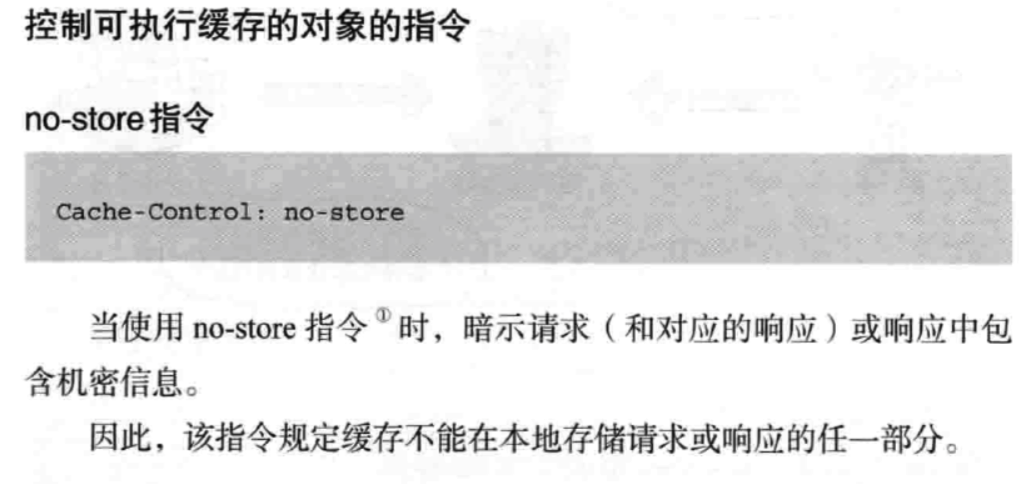 控制可执行缓存的对象的指令
no-store指令
Cache-Control: no-store
当使用 no-store 指令①时，暗示请求（和对应的响应）或响应中包
含机密信息。
因此，该指令规定缓存不能在本地存储请求或响应的任一部分。